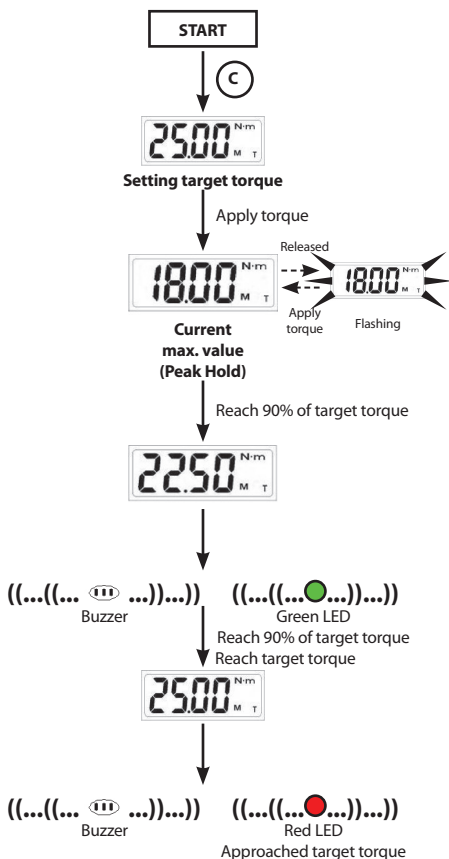 START
C
25.00 N·m
M T
Setting target torque
Apply torque
Released
18.00 N·m
M T
18.00 N·m
M T
Apply
torque
Flashing
Current
max. value
(Peak Hold)
Reach 90% of target torque
22.50 N·m
M T
((...((... ...))...)) ((...((... ...))...))
Buzzer Green LED
Reach 90% of target torque
Reach target torque
25.00 N·m
M T
((...((... ...))...)) ((...((... ...))...))
Buzzer Red LED
Approached target torque